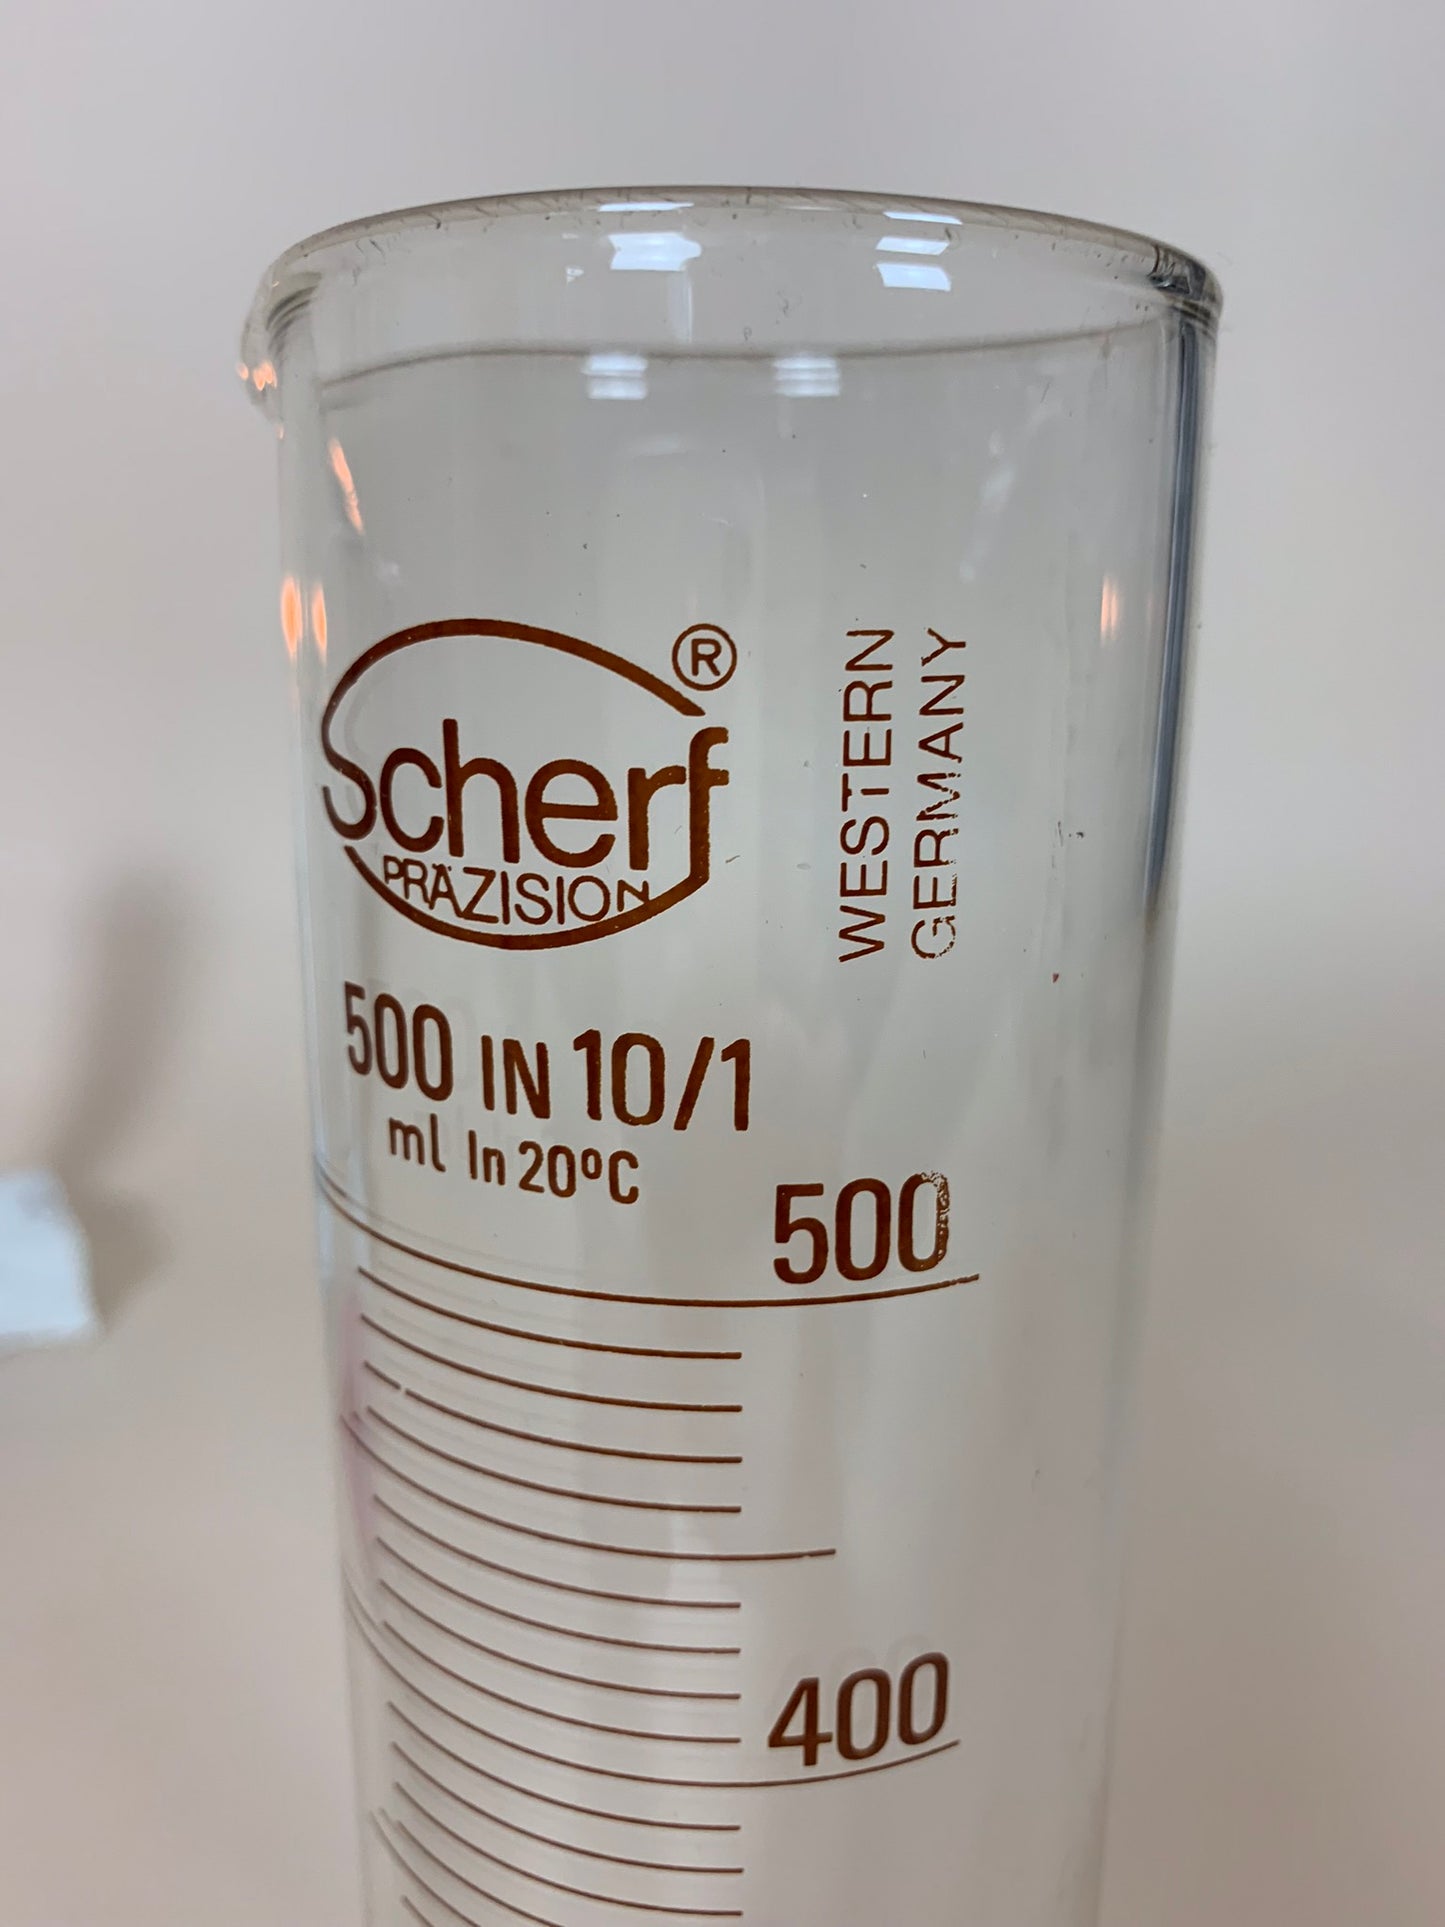 Scherf®
PRÄZISION
WESTERN
GERMANY
500 IN 10/1
ml In 20°C
500
400